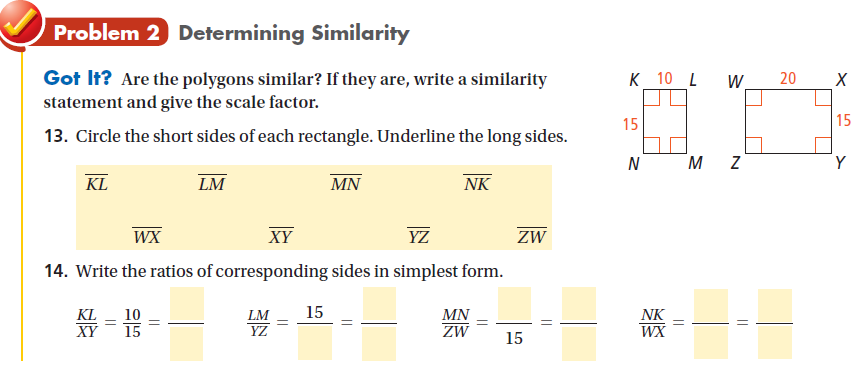 Problem 2 Determining Similarity
Got It? Are the polygons similar? If they are, write a similarity
statement and give the scale factor.
K 10 L W 20 X
15 15
N M Z Y
13. Circle the short sides of each rectangle. Underline the long sides.
KL LM MN NK
WX XY YZ ZW
14. Write the ratios of corresponding sides in simplest form.
KL/XY = 10/15 = LM/YZ = 15/ = MN/ZW = /15 = NK/WX = =